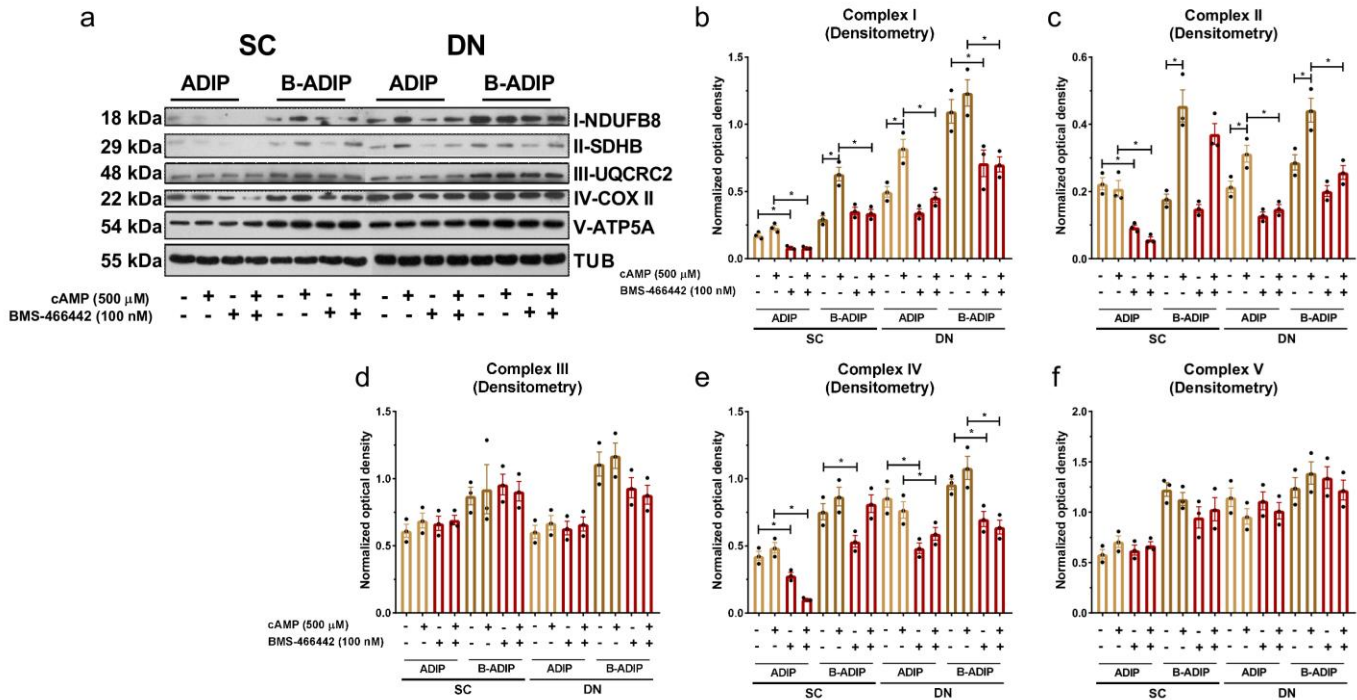 a
SC DN
ADIP B-ADIP ADIP B-ADIP
18 kDa I-NDUFB8
29 kDa II-SDHB
48 kDa III-UQCRC2
22 kDa IV-COX II
54 kDa V-ATP5A
55 kDa TUB
cAMP (500 µM) - + - + - + - + - + - + - + - +
BMS-466442 (100 nM) - - + + - - + + - - + + - - + +
b
Complex I
(Densitometry)
Normalized optical density
1.5
1.0
0.5
0.0
* * * * * * * *
cAMP (500 µM) - + - + - + - + - + - + - + - +
BMS-466442 (100 nM) - - + + - - + + - - + + - - + +
ADIP B-ADIP ADIP B-ADIP
SC DN
c
Complex II
(Densitometry)
Normalized optical density
0.6
0.4
0.2
0.0
* * * * * * *
- + - + - + - + - + - + - + - +
- - + + - - + + - - + + - - + +
ADIP B-ADIP ADIP B-ADIP
SC DN
d
Complex III
(Densitometry)
Normalized optical density
1.5
1.0
0.5
0.0
cAMP (500 µM) - + - + - + - + - + - + - + - +
BMS-466442 (100 nM) - - + + - - + + - - + + - - + +
ADIP B-ADIP ADIP B-ADIP
SC DN
e
Complex IV
(Densitometry)
Normalized optical density
1.5
1.0
0.5
0.0
* * * * * * *
- + - + - + - + - + - + - + - +
- - + + - - + + - - + + - - + +
ADIP B-ADIP ADIP B-ADIP
SC DN
f
Complex V
(Densitometry)
Normalized optical density
2.0
1.5
1.0
0.5
0.0
- + - + - + - + - + - + - + - +
- - + + - - + + - - + + - - + +
ADIP B-ADIP ADIP B-ADIP
SC DN